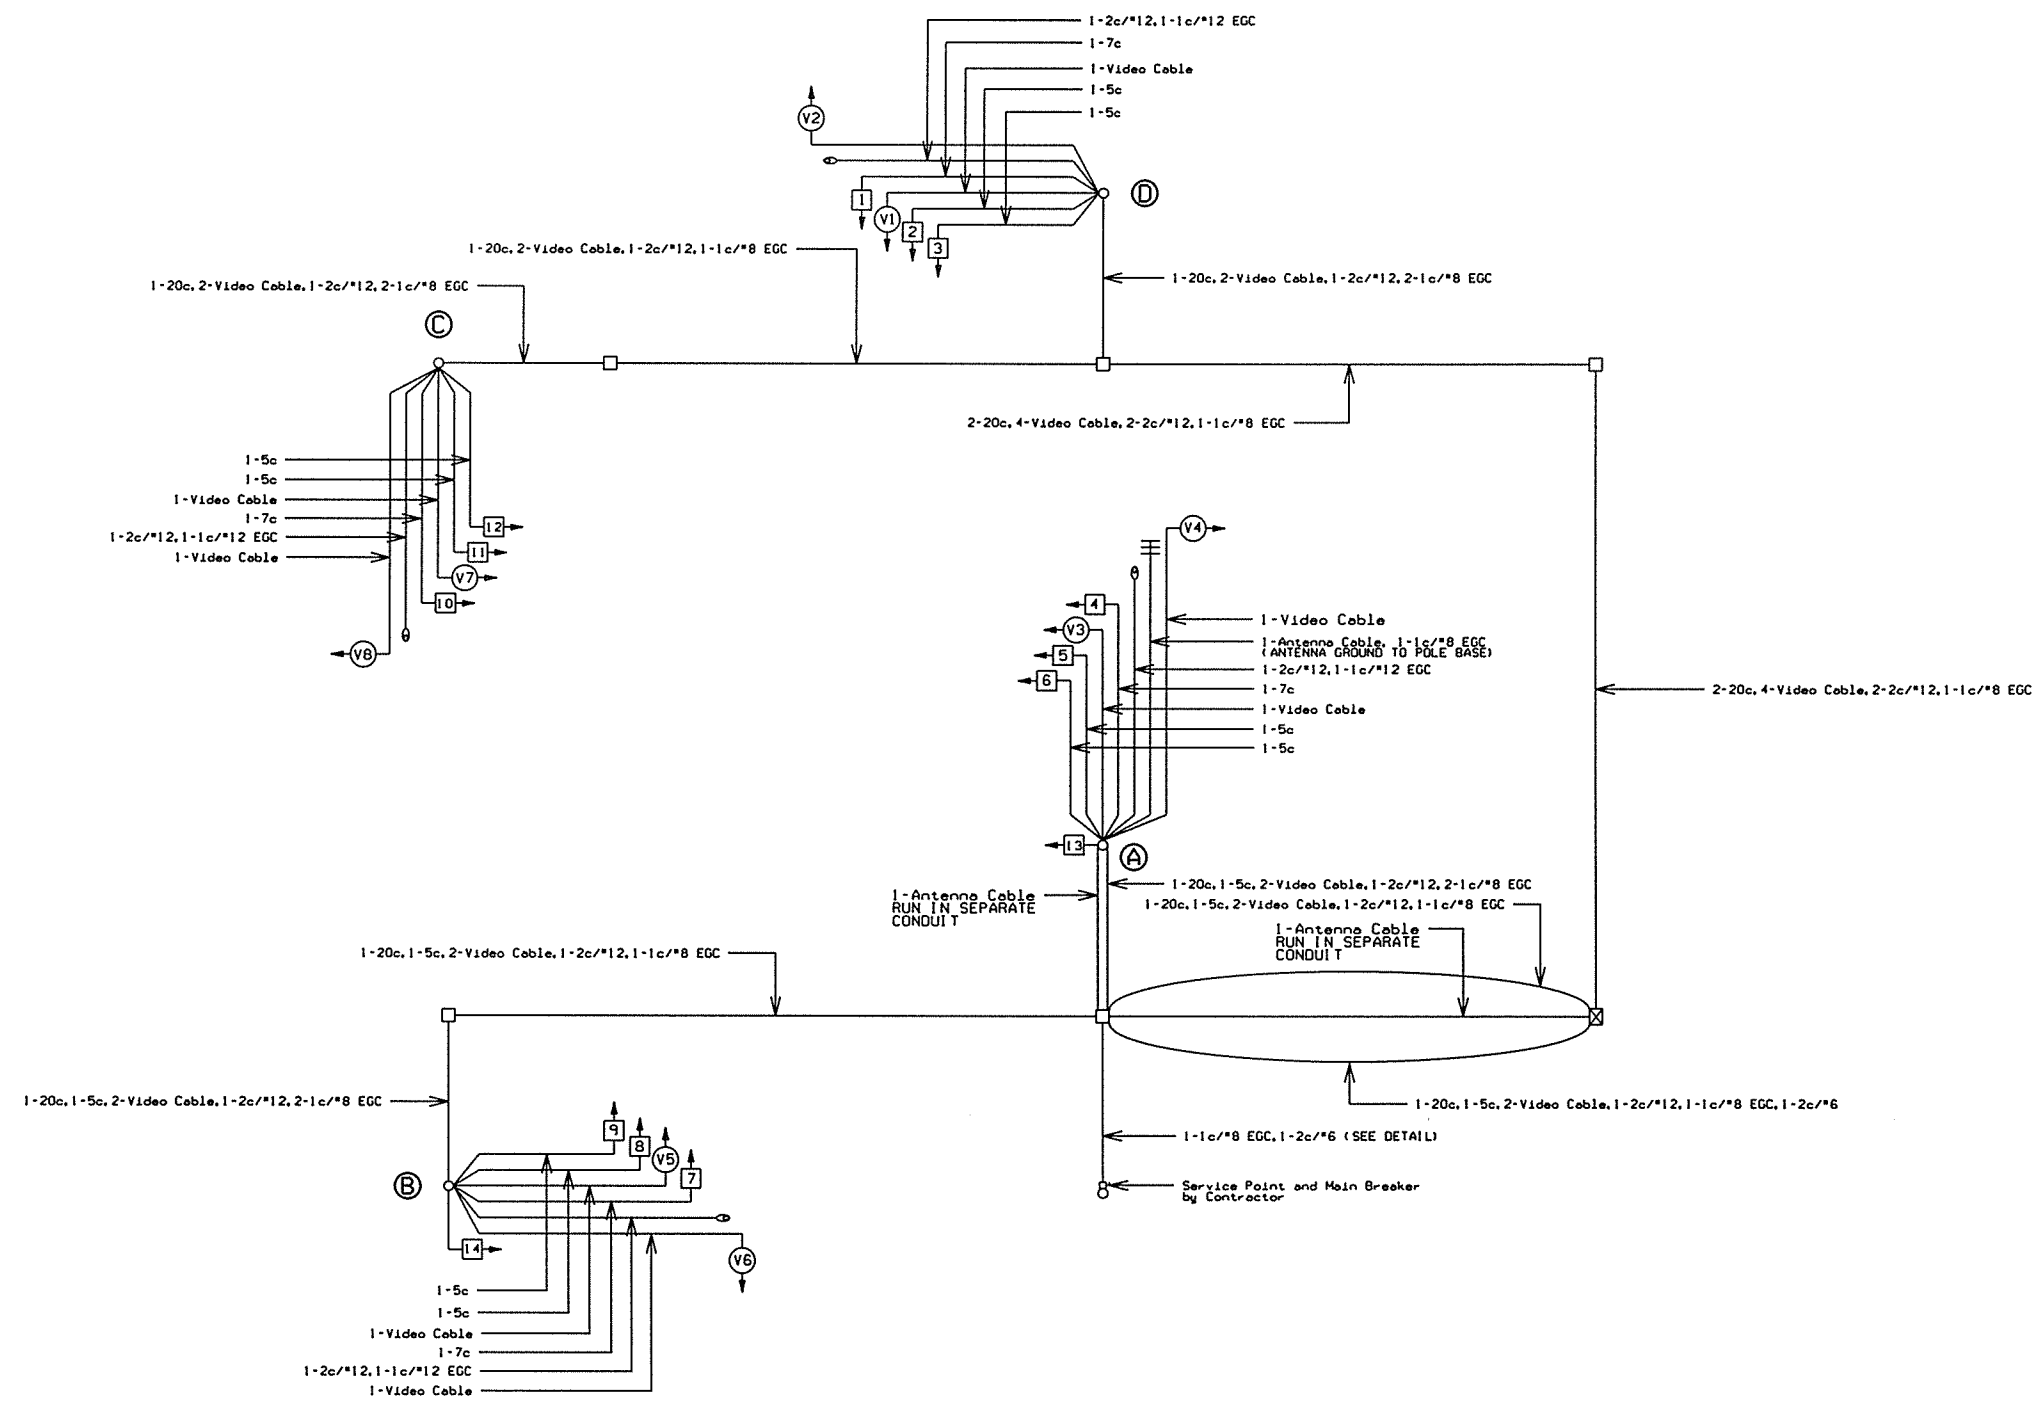 1-2c/#12,1-1c/#12 EGC
1-7c
1-Video Cable
1-5c
1-5c
V2
1
V1
2
3
D
1-20c,2-Video Cable,1-2c/#12,1-1c/#8 EGC
1-20c,2-Video Cable,1-2c/#12,2-1c/#8 EGC
1-20c,2-Video Cable,1-2c/#12,2-1c/#8 EGC
C
2-20c,4-Video Cable,2-2c/#12,1-1c/#8 EGC
1-5c
1-5c
1-Video Cable
1-7c
1-2c/#12,1-1c/#12 EGC
1-Video Cable
12
11
V7
10
V8
V4
4
V3
5
6
1-Video Cable
1-Antenna Cable, 1-1c/#8 EGC
(ANTENNA GROUND TO POLE BASE)
1-2c/#12,1-1c/#12 EGC
1-7c
1-Video Cable
1-5c
1-5c
2-20c,4-Video Cable,2-2c/#12,1-1c/#8 EGC
13
A
1-Antenna Cable
RUN IN SEPARATE
CONDUIT
1-20c,1-5c,2-Video Cable,1-2c/#12,2-1c/#8 EGC
1-20c,1-5c,2-Video Cable,1-2c/#12,1-1c/#8 EGC
1-Antenna Cable
RUN IN SEPARATE
CONDUIT
1-20c,1-5c,2-Video Cable,1-2c/#12,1-1c/#8 EGC
1-20c,1-5c,2-Video Cable,1-2c/#12,2-1c/#8 EGC
1-20c,1-5c,2-Video Cable,1-2c/#12,1-1c/#8 EGC,1-2c/#6
1-1c/#8 EGC,1-2c/#6 (SEE DETAIL)
Service Point and Main Breaker
by Contractor
9
8
V5
7
B
14
V6
1-5c
1-5c
1-Video Cable
1-7c
1-2c/#12,1-1c/#12 EGC
1-Video Cable